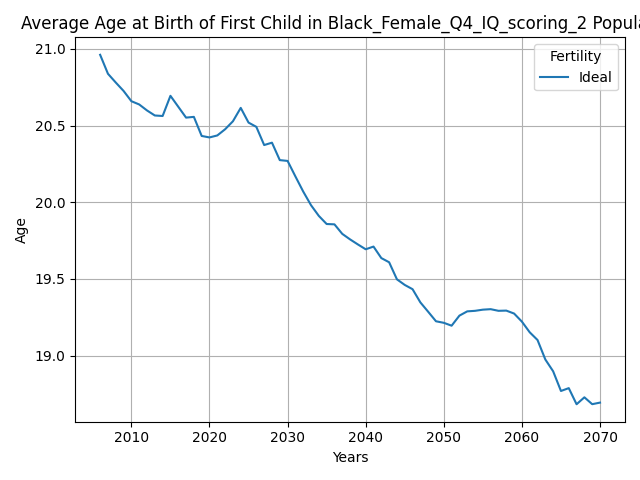 Average Age at Birth of First Child in Black_Female_Q4_IQ_scoring_2 Popula
Fertility
Ideal
21.0
20.5
20.0
19.5
19.0
Age
2010 2020 2030 2040 2050 2060 2070
Years